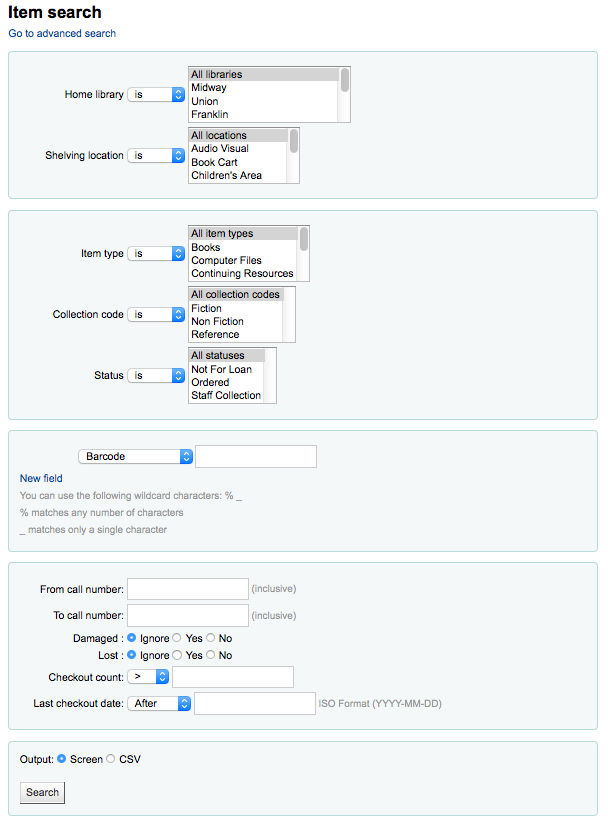 Item search
Go to advanced search
Home library is All libraries
Midway
Union
Franklin
Shelving location is All locations
Audio Visual
Book Cart
Children's Area
Item type is All item types
Books
Computer Files
Continuing Resources
Collection code is All collection codes
Fiction
Non Fiction
Reference
Status is All statuses
Not For Loan
Ordered
Staff Collection
Barcode
New field
You can use the following wildcard characters: % _
% matches any number of characters
_ matches only a single character
From call number: (inclusive)
To call number: (inclusive)
Damaged : Ignore Yes No
Lost : Ignore Yes No
Checkout count: >
Last checkout date: After ISO Format (YYYY-MM-DD)
Output: Screen CSV
Search